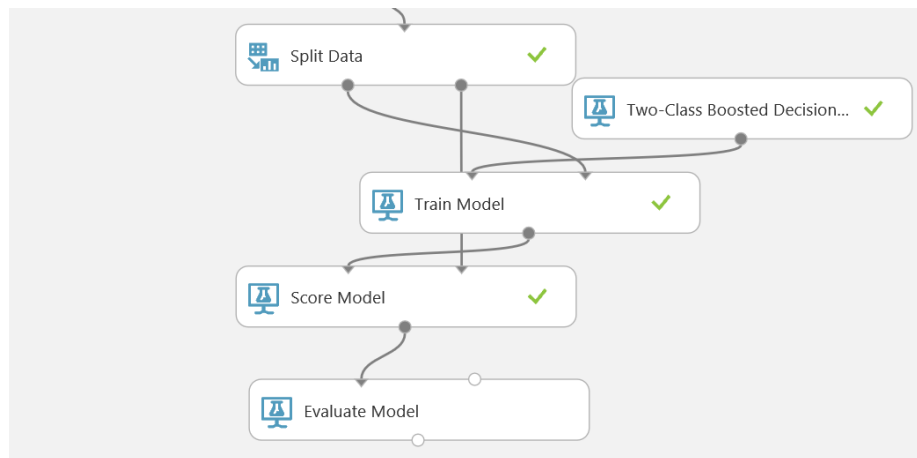 Split Data
Two-Class Boosted Decision...
Train Model
Score Model
Evaluate Model